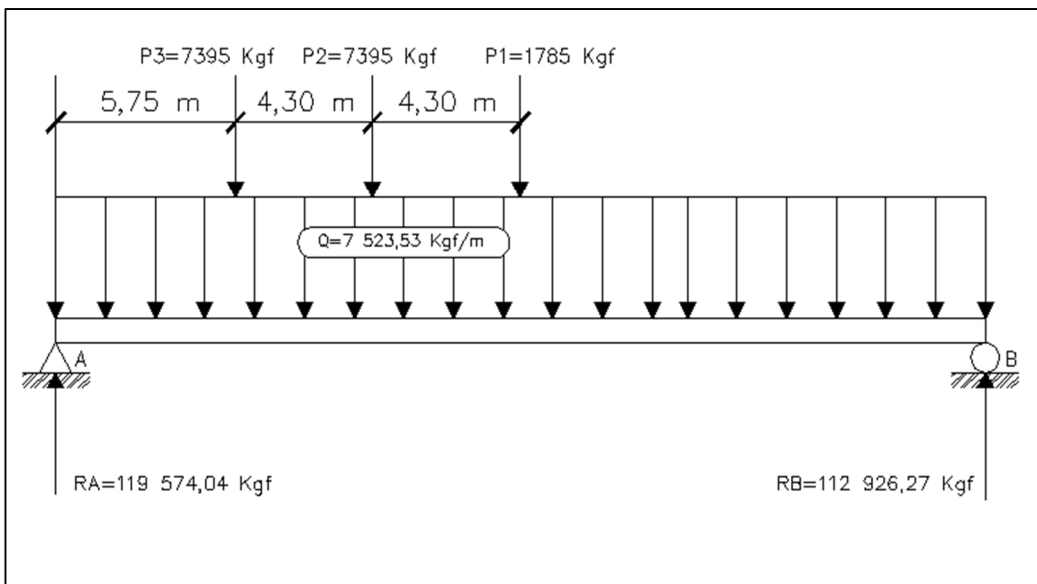 P3=7395 Kgf P2=7395 Kgf P1=1785 Kgf
5,75 m 4,30 m 4,30 m
Q=7 523,53 Kgf/m
A B
RA=119 574,04 Kgf RB=112 926,27 Kgf